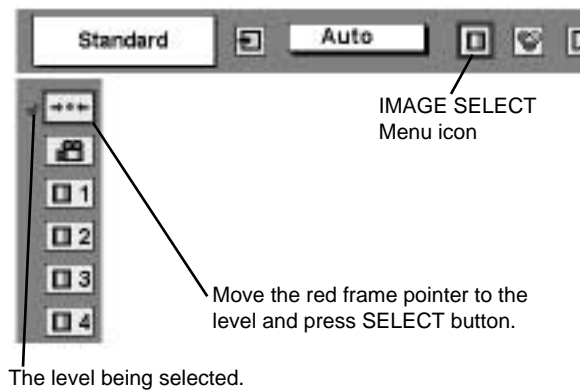 Standard
Auto
IMAGE SELECT
Menu icon
1
2
3
4
Move the red frame pointer to the
level and press SELECT button.
The level being selected.